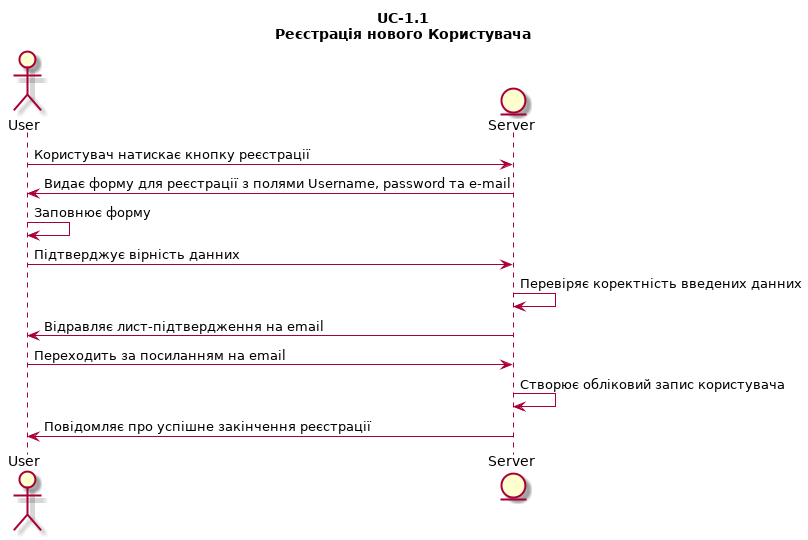 UC-1.1
Реєстрація нового Користувача
User
Server
Користувач натискає кнопку реєстрації
Видає форму для реєстрації з полями Username, password та e-mail
Заповнює форму
Підтверджує вірність данних
Перевіряє коректність введених данних
Відравляє лист-підтвердження на email
Переходить за посиланням на email
Створює обліковий запис користувача
Повідомляє про успішне закінчення реєстрації
User
Server